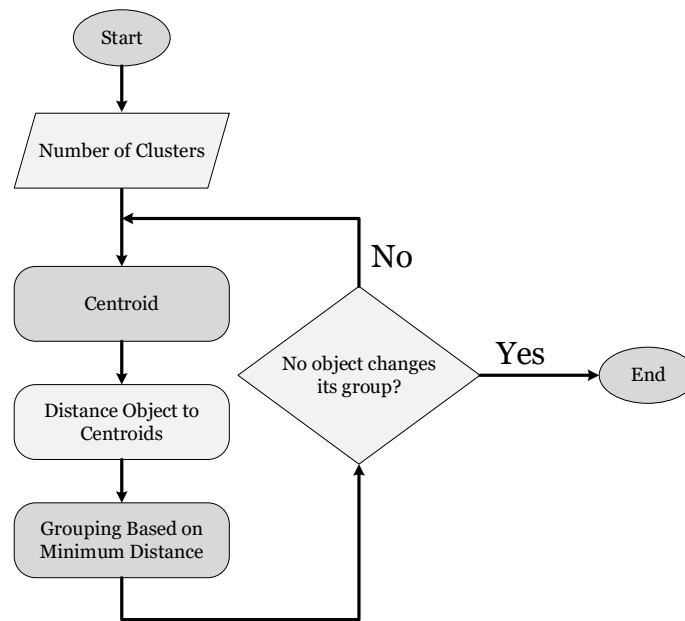 Start
Number of Clusters
No
Centroid
No object changes
its group?
Yes
End
Distance Object to
Centroids
Grouping Based on
Minimum Distance